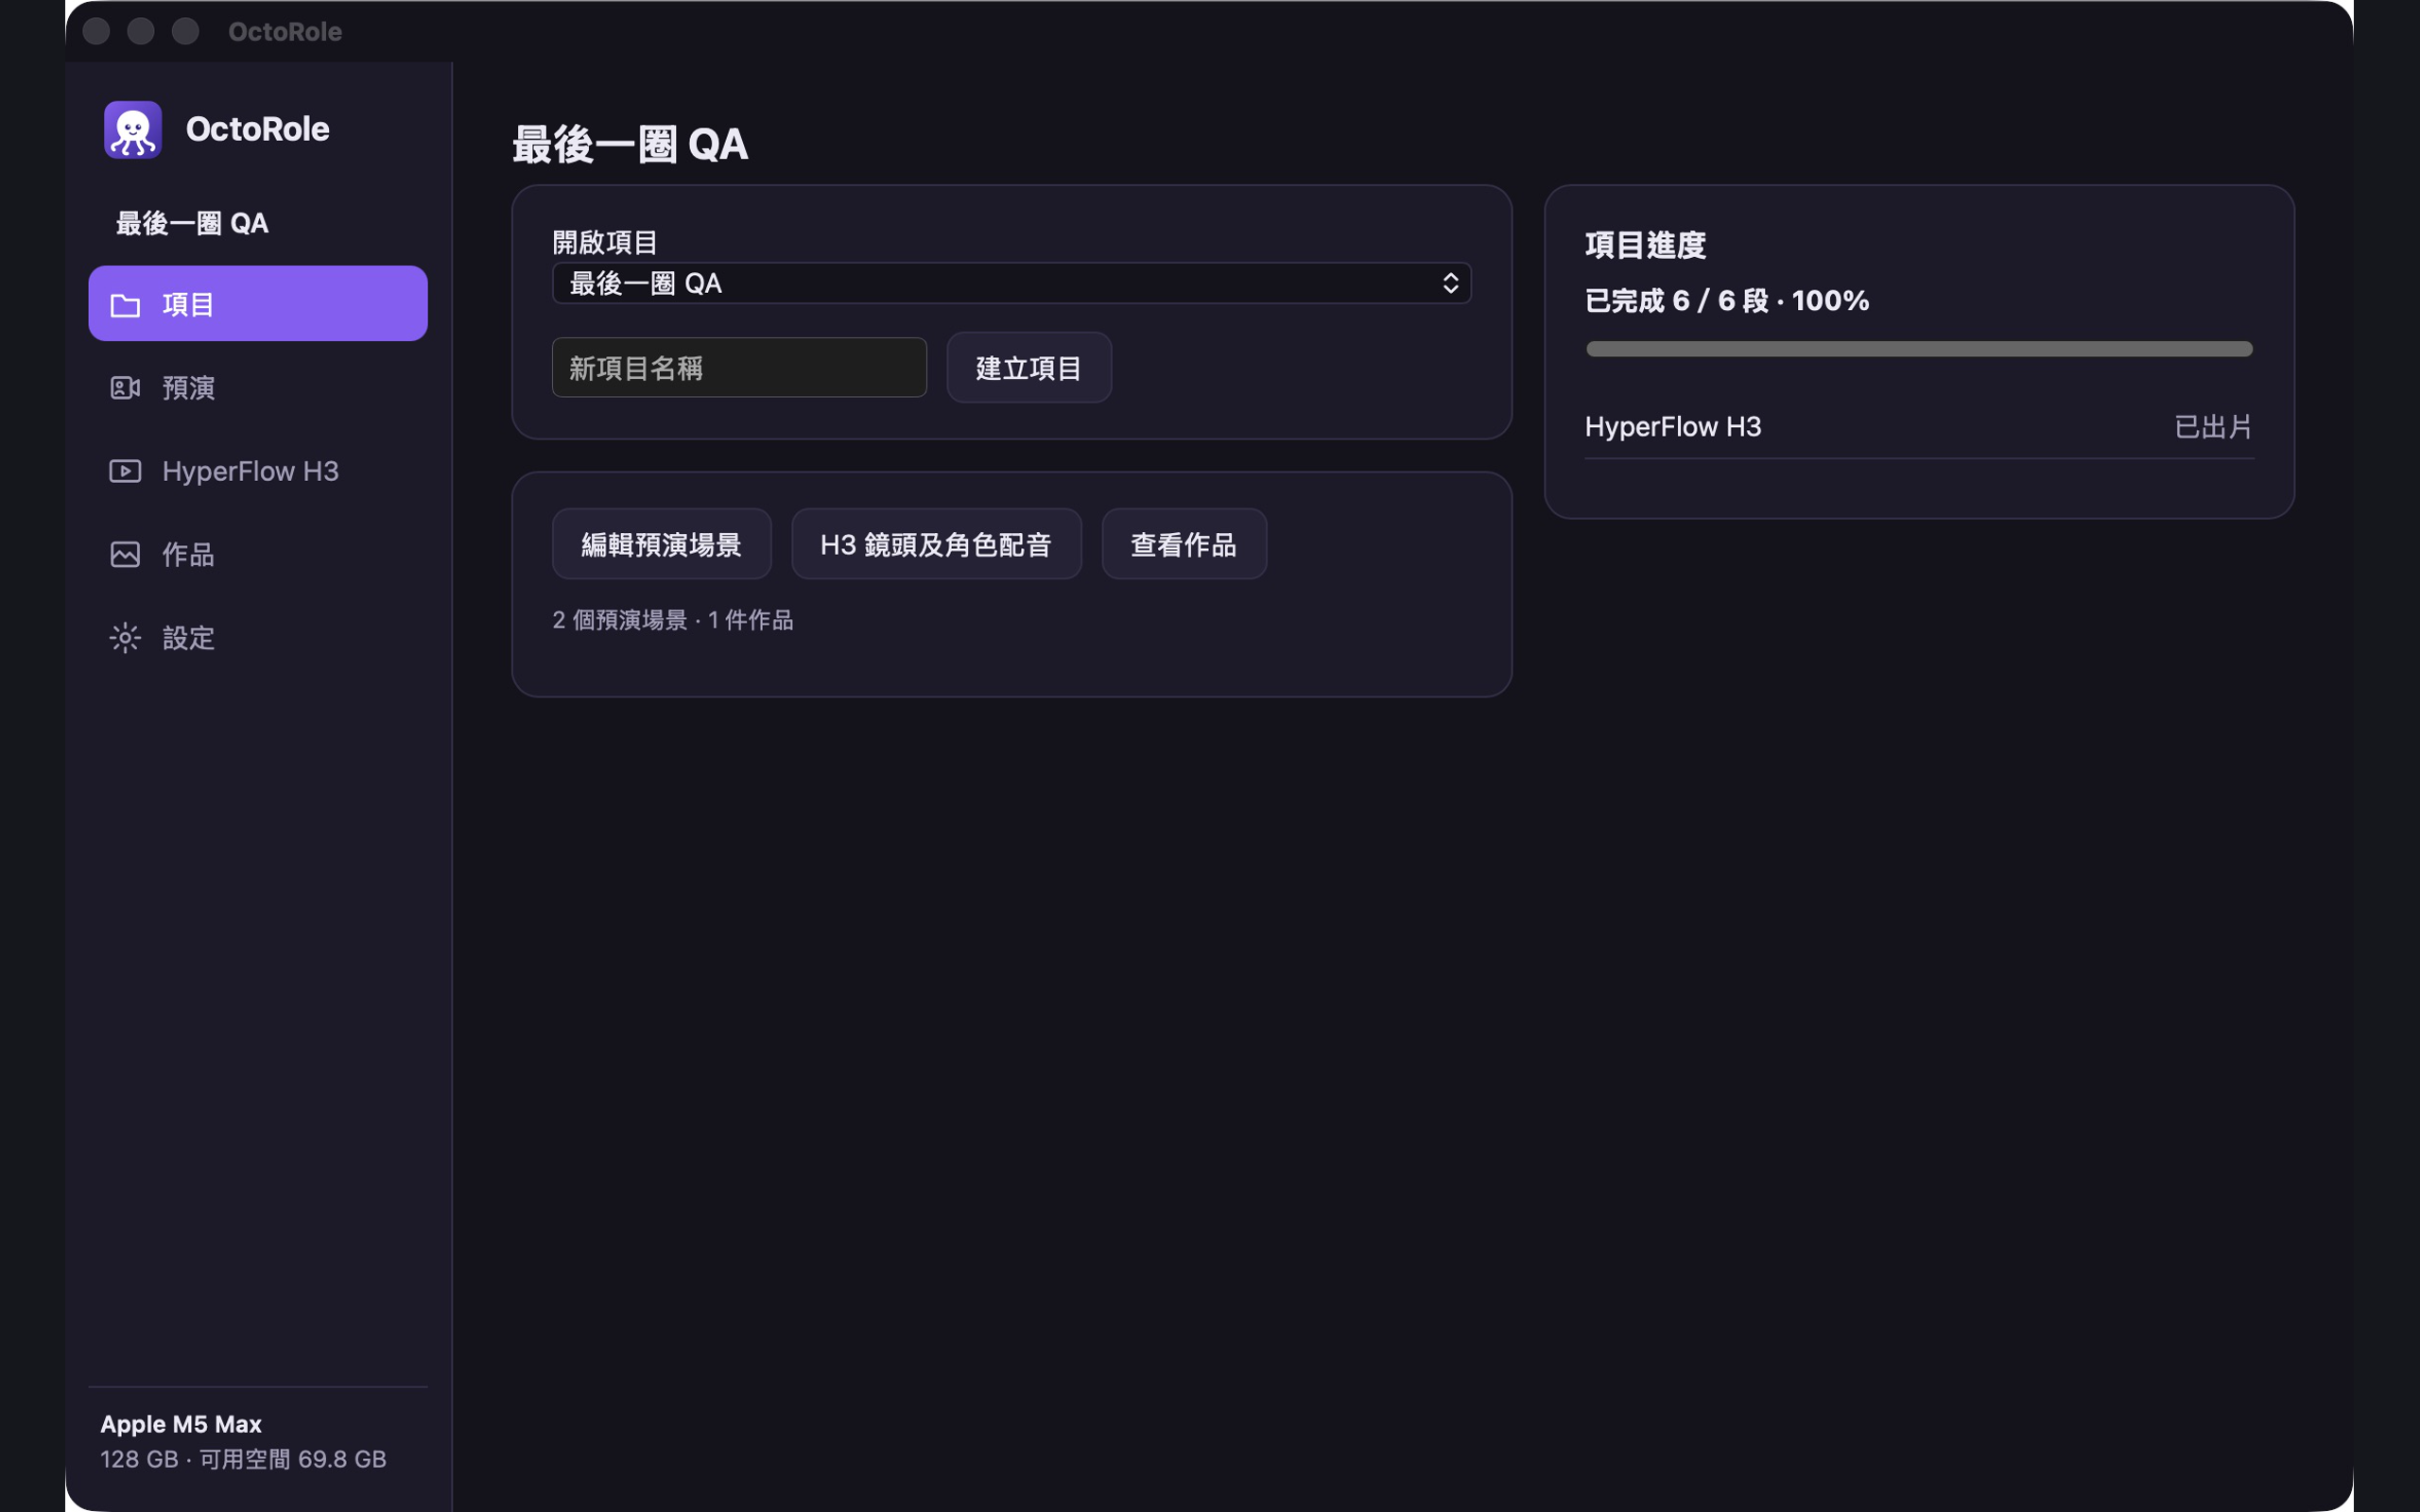 OctoRole
OctoRole
最後一圈 QA
項目
預演
HyperFlow H3
作品
設定
Apple M5 Max
128 GB · 可用空間 69.8 GB
最後一圈 QA
開啟項目
最後一圈 QA
新項目名稱
建立項目
編輯預演場景
H3 鏡頭及角色配音
查看作品
2 個預演場景 · 1 件作品
項目進度
已完成 6 / 6 段 · 100%
HyperFlow H3
已出片